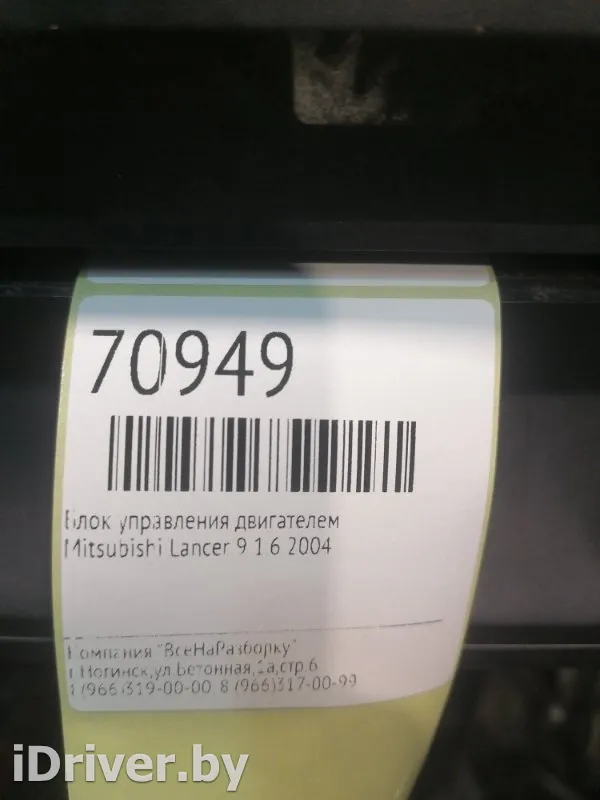 70949
Блок управления двигателем
Mitsubishi Lancer 9 1 6 2004
Компания "ВсеНаРазборку"
г.Ногинск,ул.Бетонная,1а,стр.6
8 (966)319-00-00, 8 (966)317-00-99
iDriver.by